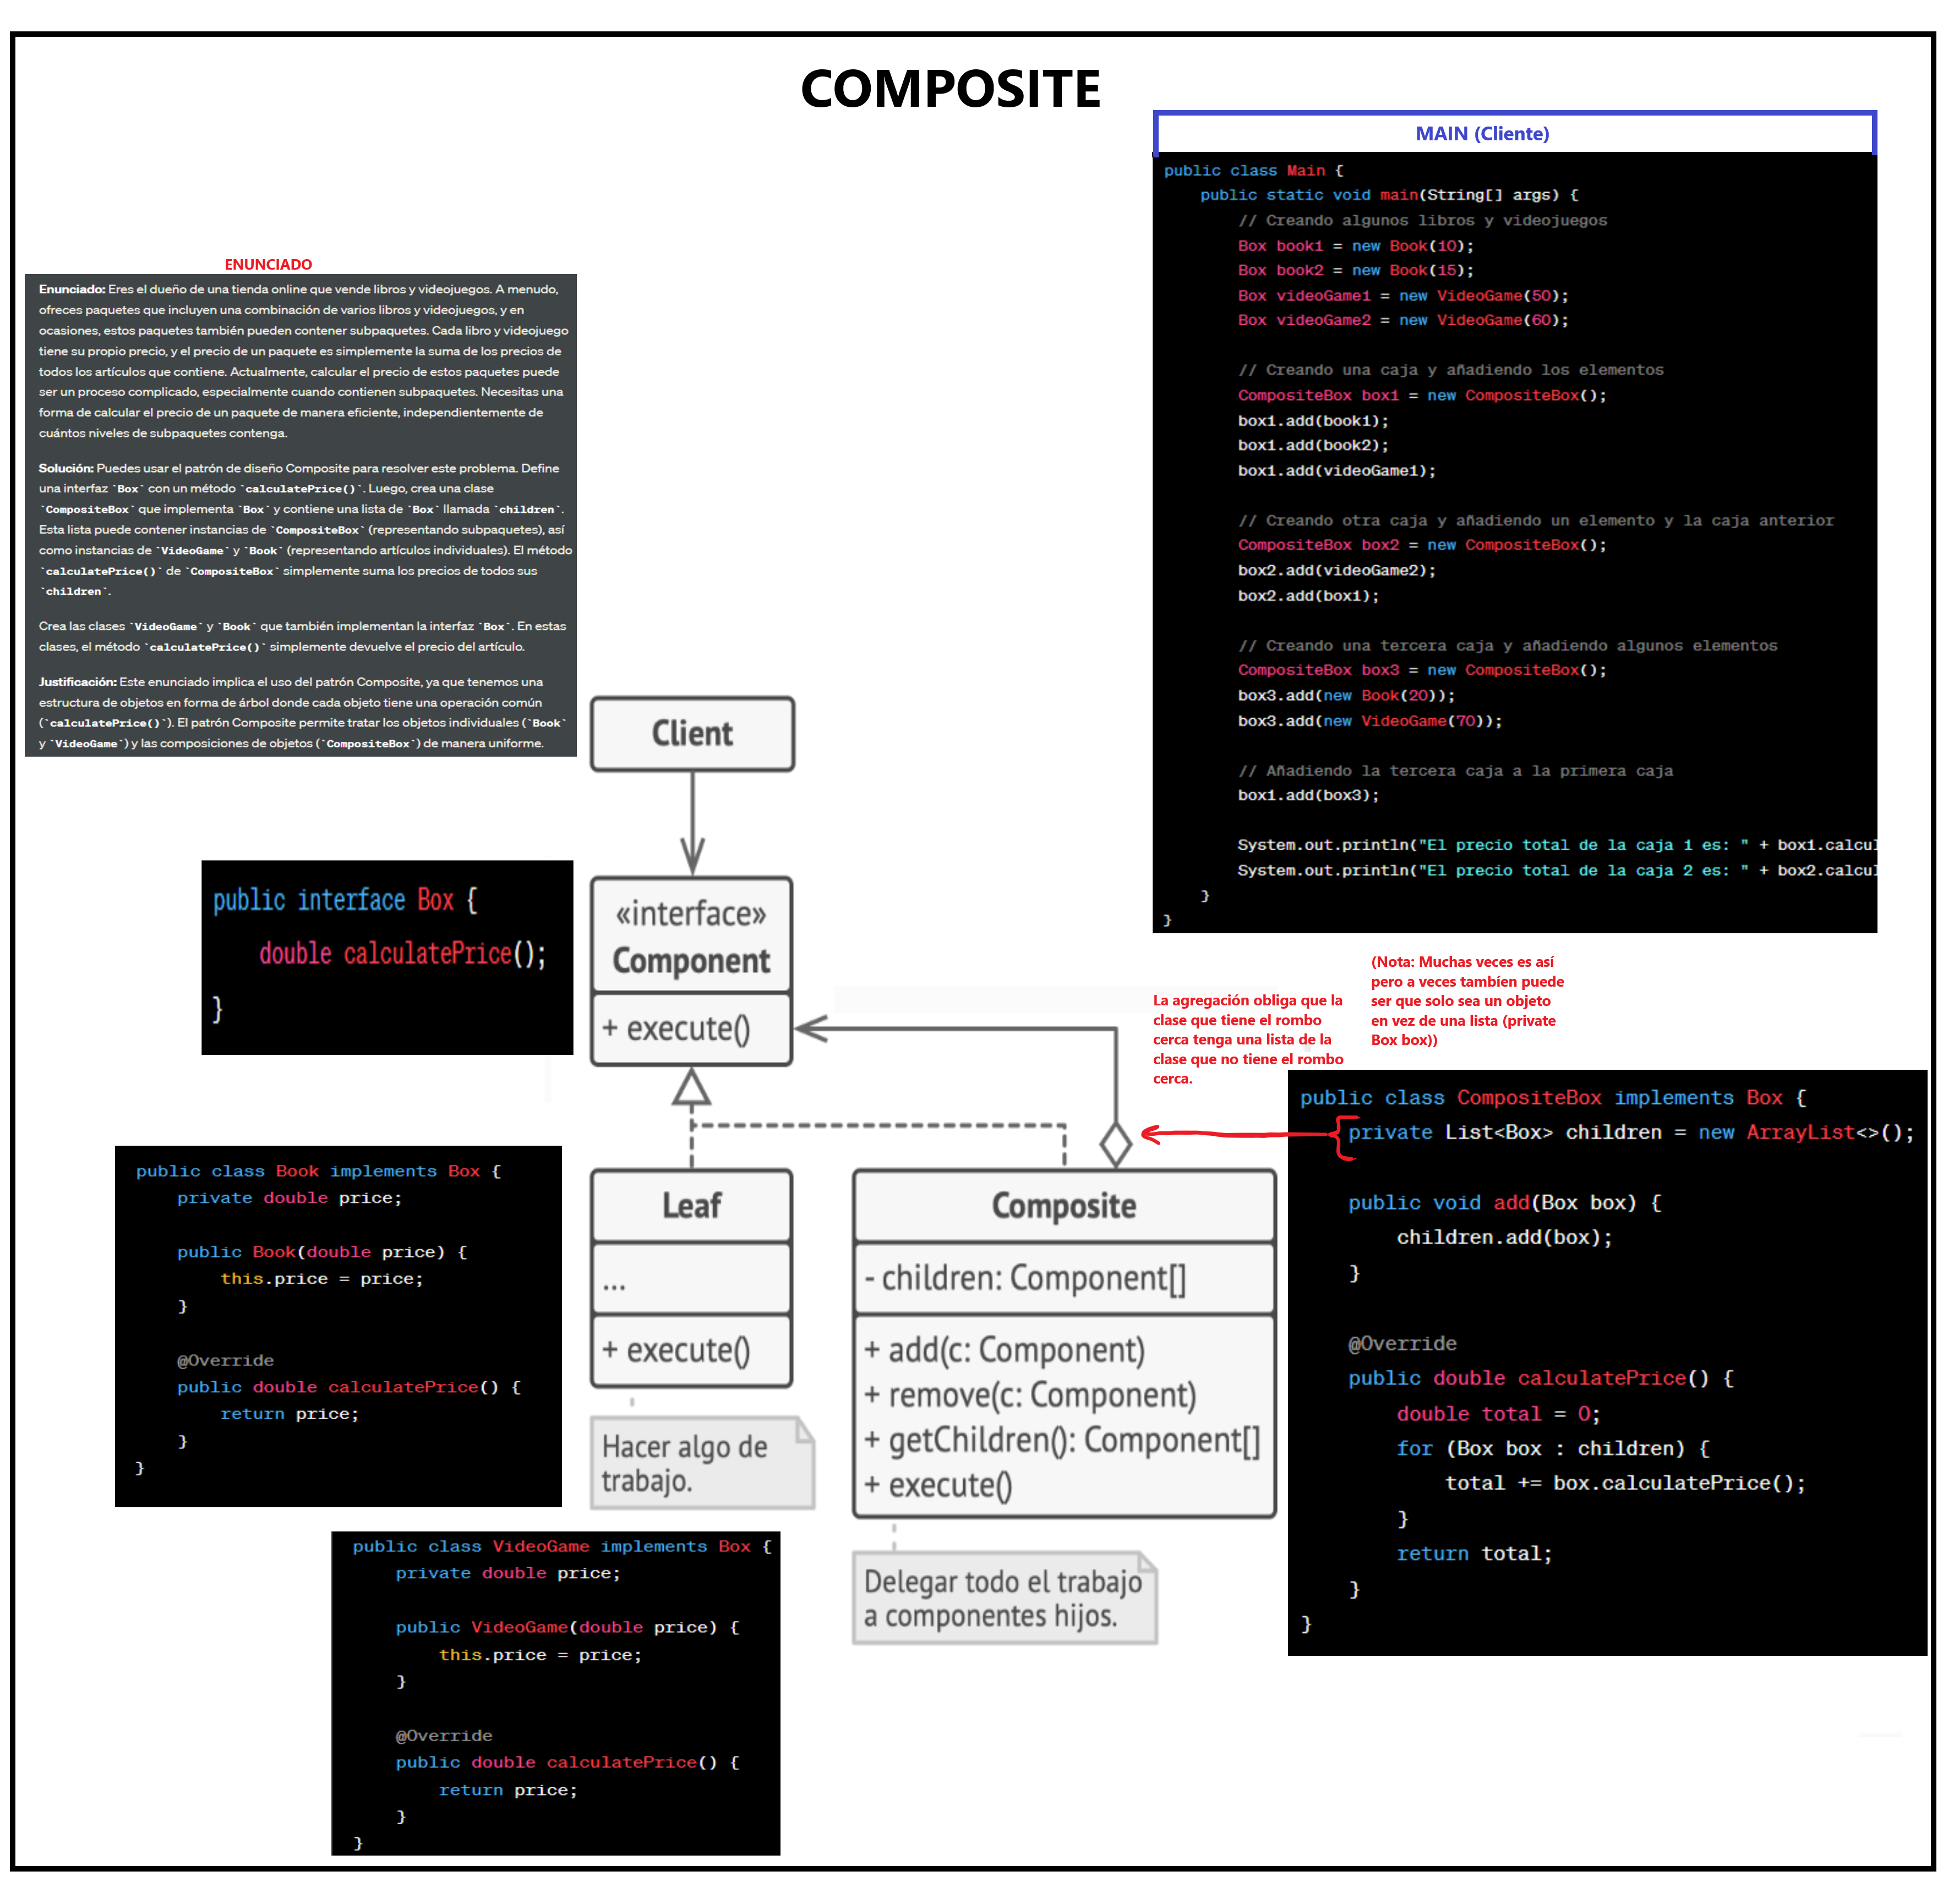 COMPOSITE
MAIN (Cliente)
public class Main {
public static void main(String[] args) {
// Creando algunos libros y videojuegos
Box book1 = new Book(10);
Box book2 = new Book(15);
Box videoGame1 = new VideoGame(50);
Box videoGame2 = new VideoGame(60);
// Creando una caja y añadiendo los elementos
CompositeBox box1 = new CompositeBox();
box1.add(book1);
box1.add(book2);
box1.add(videoGame1);
// Creando otra caja y añadiendo un elemento y la caja anterior
CompositeBox box2 = new CompositeBox();
box2.add(videoGame2);
box2.add(box1);
// Creando una tercera caja y añadiendo algunos elementos
CompositeBox box3 = new CompositeBox();
box3.add(new Book(20));
box3.add(new VideoGame(70));
// Añadiendo la tercera caja a la primera caja
box1.add(box3);
System.out.println("El precio total de la caja 1 es: " + box1.calcul
System.out.println("El precio total de la caja 2 es: " + box2.calcul
}
}
ENUNCIADO
Enunciado: Eres el dueño de una tienda online que vende libros y videojuegos. A menudo,
ofreces paquetes que incluyen una combinación de varios libros y videojuegos, y en
ocasiones, estos paquetes también pueden contener subpaquetes. Cada libro y videojuego
tiene su propio precio, y el precio de un paquete es simplemente la suma de los precios de
todos los artículos que contiene. Actualmente, calcular el precio de estos paquetes puede
ser un proceso complicado, especialmente cuando contienen subpaquetes. Necesitas una
forma de calcular el precio de un paquete de manera eficiente, independientemente de
cuántos niveles de subpaquetes contenga.
Solución: Puedes usar el patrón de diseño Composite para resolver este problema. Define
una interfaz `Box` con un método `calculatePrice()`. Luego, crea una clase
`CompositeBox` que implementa `Box` y contiene una lista de `Box` llamada `children`.
Esta lista puede contener instancias de `CompositeBox` (representando subpaquetes), así
como instancias de `VideoGame` y `Book` (representando artículos individuales). El método
`calculatePrice()` de `CompositeBox` simplemente suma los precios de todos sus
`children`.
Crea las clases `VideoGame` y `Book` que también implementan la interfaz `Box`. En estas
clases, el método `calculatePrice()` simplemente devuelve el precio del artículo.
Justificación: Este enunciado implica el uso del patrón Composite, ya que tenemos una
estructura de objetos en forma de árbol donde cada objeto tiene una operación común
(`calculatePrice()`). El patrón Composite permite tratar los objetos individuales (`Book`
y `VideoGame`) y las composiciones de objetos (`CompositeBox`) de manera uniforme.
Client
public interface Box {
double calculatePrice();
}
«interface»
Component
+ execute()
La agregación obliga que la
clase que tiene el rombo
cerca tenga una lista de la
clase que no tiene el rombo
cerca.
(Nota: Muchas veces es así
pero a veces tambíen puede
ser que solo sea un objeto
en vez de una lista (private
Box box))
public class Book implements Box {
private double price;
public Book(double price) {
this.price = price;
}
@Override
public double calculatePrice() {
return price;
}
}
Leaf
...
+ execute()
Hacer algo de
trabajo.
Composite
- children: Component[]
+ add(c: Component)
+ remove(c: Component)
+ getChildren(): Component[]
+ execute()
Delegar todo el trabajo
a componentes hijos.
public class CompositeBox implements Box {
private List<Box> children = new ArrayList<>();
public void add(Box box) {
children.add(box);
}
@Override
public double calculatePrice() {
double total = 0;
for (Box box : children) {
total += box.calculatePrice();
}
return total;
}
}
public class VideoGame implements Box {
private double price;
public VideoGame(double price) {
this.price = price;
}
@Override
public double calculatePrice() {
return price;
}
}